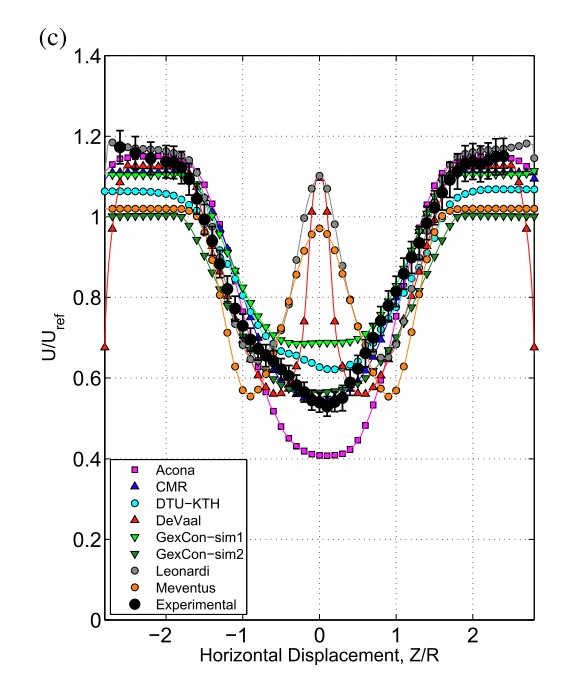 (c)
1.4
1.2
1
0.8
0.6
0.4
0.2
0
U/U_ref
Acona
CMR
DTU−KTH
DeVaal
GexCon−sim1
GexCon−sim2
Leonardi
Meventus
Experimental
−2 −1 0 1 2
Horizontal Displacement, Z/R